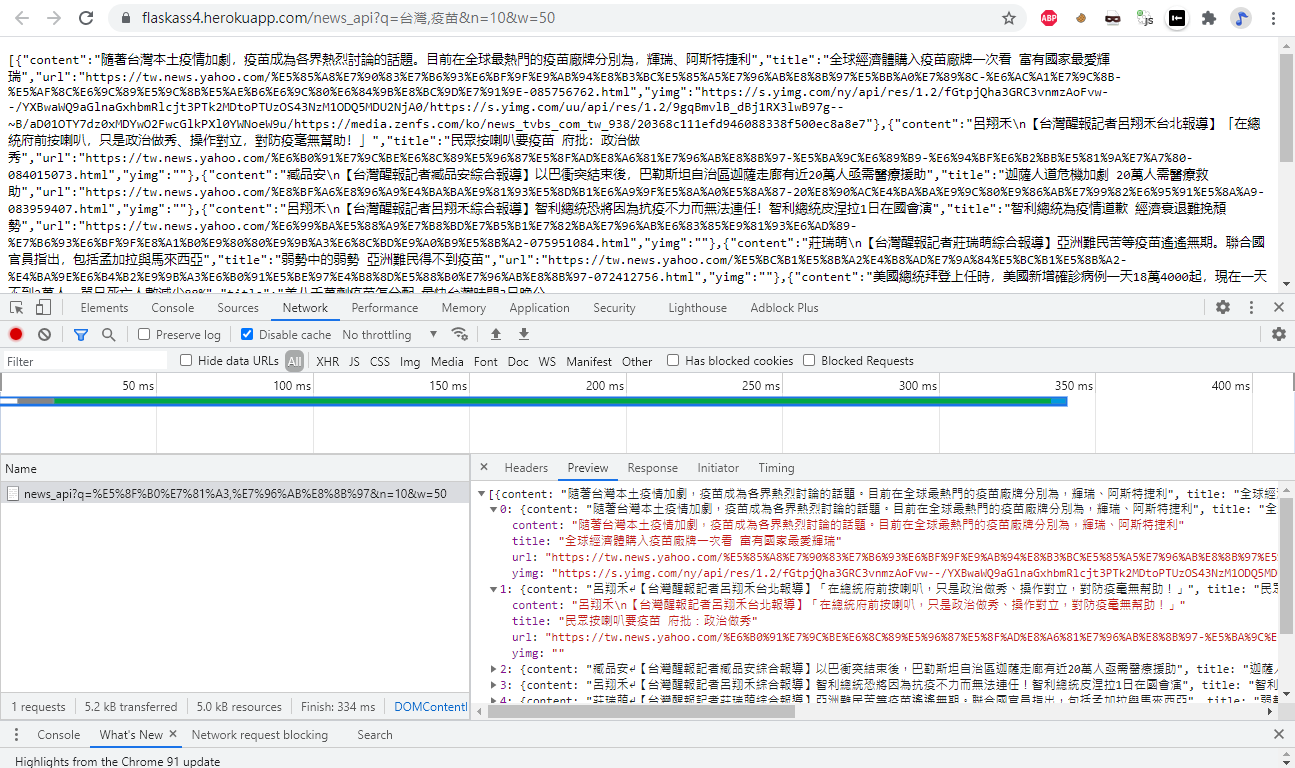 flaskass4.herokuapp.com/news_api?q=台灣,疫苗&n=10&w=50
[{"content":"隨著台灣本土疫情加劇，疫苗成為各界熱烈討論的話題。目前在全球最熱門的疫苗廠牌分別為，輝瑞、阿斯特捷利","title":"全球經濟體購入疫苗廠牌一次看 富有國家最愛輝
瑞","url":"https://tw.news.yahoo.com/%E5%85%A8%E7%90%83%E7%B6%93%E6%BF%9F%E9%AB%94%E8%B3%BC%E5%85%A5%E7%96%AB%E8%8B%97%E5%BB%A0%E7%89%8C-%E6%AC%A1%E7%9C%8B-
%E5%AF%8C%E6%9C%89%E5%9C%8B%E5%AE%B6%E6%9C%80%E6%84%9B%E8%BC%9D%E7%91%9E-085756762.html","yimg":"https://s.yimg.com/ny/api/res/1.2/fGtpjQha3GRC3vnmzAoFvw-
-/YXBwaWQ9aGlnaGxhbmRlcjt3PTk2MDtoPTUzOS43NzM1ODQ5MDU2NjA0/https://s.yimg.com/uu/api/res/1.2/9gqBmvlB_dBj1RX3lwB97g--
~B/aD01OTY7dz0xMDYwO2FwcGlkPXl0YWNoeW9u/https://media.zenfs.com/ko/news_tvbs_com_tw_938/20368c111efd946088338f500ec8a8e7"},{"content":"呂翔禾\n【台灣醒報記者呂翔禾台北報導】「在總
統府前按喇叭，只是政治做秀、操作對立，對防疫毫無幫助！」","title":"民眾按喇叭要疫苗 府批：政治做
秀","url":"https://tw.news.yahoo.com/%E6%B0%91%E7%9C%BE%E6%8C%89%E5%96%87%E5%8F%AD%E8%A6%81%E7%96%AB%E8%8B%97-%E5%BA%9C%E6%89%B9-%E6%94%BF%E6%B2%BB%E5%81%9A%E7%A7%80-
084015073.html","yimg":""},{"content":"臧品安\n【台灣醒報記者臧品安綜合報導】以巴衝突結束後，巴勒斯坦自治區迦薩走廊有近20萬人亟需醫療援助","title":"迦薩人道危機加劇 20萬人需醫療救
助","url":"https://tw.news.yahoo.com/%E8%BF%A6%E8%96%A9%E4%BA%BA%E9%81%93%E5%8D%B1%E6%A9%9F%E5%8A%A0%E5%8A%87-20%E8%90%AC%E4%BA%BA%E9%9C%80%E9%86%AB%E7%99%82%E6%95%91%E5%8A%A9-
083959407.html","yimg":""},{"content":"呂翔禾\n【台灣醒報記者呂翔禾綜合報導】智利總統恐將因為抗疫不力而無法連任！智利總統皮涅拉1日在國會演","title":"智利總統為疫情道歉 經濟衰退難挽頹
勢","url":"https://tw.news.yahoo.com/%E6%99%BA%E5%88%A9%E7%B8%BD%E7%B5%B1%E7%82%BA%E7%96%AB%E6%83%85%E9%81%93%E6%AD%89-
%E7%B6%93%E6%BF%9F%E8%A1%B0%E9%80%80%E9%9B%A3%E6%8C%BD%E9%A0%B9%E5%8B%A2-075951084.html","yimg":""},{"content":"莊瑞萌\n【台灣醒報記者莊瑞萌綜合報導】亞洲難民苦等疫苗遙遙無期。聯合國
官員指出，包括孟加拉與馬來西亞","title":"弱勢中的弱勢 亞洲難民得不到疫苗","url":"https://tw.news.yahoo.com/%E5%BC%B1%E5%8B%A2%E4%B8%AD%E7%9A%84%E5%BC%B1%E5%8B%A2-
%E4%BA%9E%E6%B4%B2%E9%9B%A3%E6%B0%91%E5%BE%97%E4%B8%8D%E5%88%B0%E7%96%AB%E8%8B%97-072412756.html","yimg":""},{"content":"美國總統拜登上任時，美國新增確診病例一天18萬4000起，現在一天
Elements Console Sources Network Performance Memory Application Security Lighthouse Adblock Plus
Preserve log Disable cache No throttling
Filter Hide data URLs All XHR JS CSS Img Media Font Doc WS Manifest Other Has blocked cookies Blocked Requests
50 ms 100 ms 150 ms 200 ms 250 ms 300 ms 350 ms 400 ms
Name
news_api?q=%E5%8F%B0%E7%81%A3,%E7%96%AB%E8%8B%97&n=10&w=50
Headers Preview Response Initiator Timing
[{content: "隨著台灣本土疫情加劇，疫苗成為各界熱烈討論的話題。目前在全球最熱門的疫苗廠牌分別為，輝瑞、阿斯特捷利", title: "全球經
0: {content: "隨著台灣本土疫情加劇，疫苗成為各界熱烈討論的話題。目前在全球最熱門的疫苗廠牌分別為，輝瑞、阿斯特捷利", title: "全
content: "隨著台灣本土疫情加劇，疫苗成為各界熱烈討論的話題。目前在全球最熱門的疫苗廠牌分別為，輝瑞、阿斯特捷利"
title: "全球經濟體購入疫苗廠牌一次看 富有國家最愛輝瑞"
url: "https://tw.news.yahoo.com/%E5%85%A8%E7%90%83%E7%B6%93%E6%BF%9F%E9%AB%94%E8%B3%BC%E5%85%A5%E7%96%AB%E8%8B%97%E5
yimg: "https://s.yimg.com/ny/api/res/1.2/fGtpjQha3GRC3vnmzAoFvw--/YXBwaWQ9aGlnaGxhbmRlcjt3PTk2MDtoPTUzOS43NzM1ODQ5MD
1: {content: "呂翔禾↵【台灣醒報記者呂翔禾台北報導】「在總統府前按喇叭，只是政治做秀、操作對立，對防疫毫無幫助！」", title: "民眾
content: "呂翔禾\n【台灣醒報記者呂翔禾台北報導】「在總統府前按喇叭，只是政治做秀、操作對立，對防疫毫無幫助！」"
title: "民眾按喇叭要疫苗 府批：政治做秀"
url: "https://tw.news.yahoo.com/%E6%B0%91%E7%9C%BE%E6%8C%89%E5%96%87%E5%8F%AD%E8%A6%81%E7%96%AB%E8%8B%97-%E5%BA%9C%E
yimg: ""
2: {content: "臧品安↵【台灣醒報記者臧品安綜合報導】以巴衝突結束後，巴勒斯坦自治區迦薩走廊有近20萬人亟需醫療援助", title: "迦薩人
3: {content: "呂翔禾↵【台灣醒報記者呂翔禾綜合報導】智利總統恐將因為抗疫不力而無法連任！智利總統皮涅拉1日在國會演", title: "智利
1 requests 5.2 kB transferred 5.0 kB resources Finish: 334 ms DOMContentl
Console What's New Network request blocking Search
Highlights from the Chrome 91 update